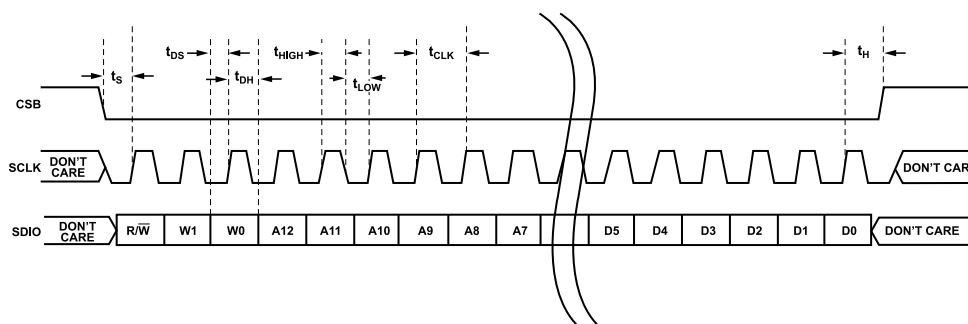 tDS tHIGH tCLK tH
tS tDH tLOW
CSB
SCLK DON'T CARE DON'T CAR
SDIO DON'T CARE R/W̅ W1 W0 A12 A11 A10 A9 A8 A7 D5 D4 D3 D2 D1 D0 DON'T CARE